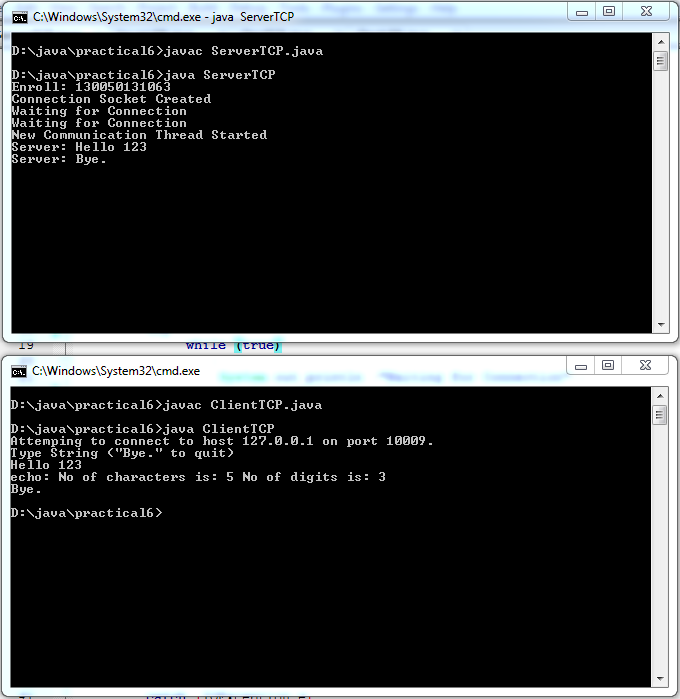 C:\Windows\System32\cmd.exe - java  ServerTCP
D:\java\practical6>javac ServerTCP.java
D:\java\practical6>java ServerTCP
Enroll: 130050131063
Connection Socket Created
Waiting for Connection
Waiting for Connection
New Communication Thread Started
Server: Hello 123
Server: Bye.
19 while (true)
C:\Windows\System32\cmd.exe
D:\java\practical6>javac ClientTCP.java
D:\java\practical6>java ClientTCP
Attemping to connect to host 127.0.0.1 on port 10009.
Type String ("Bye." to quit)
Hello 123
echo: No of characters is: 5 No of digits is: 3
Bye.
D:\java\practical6>